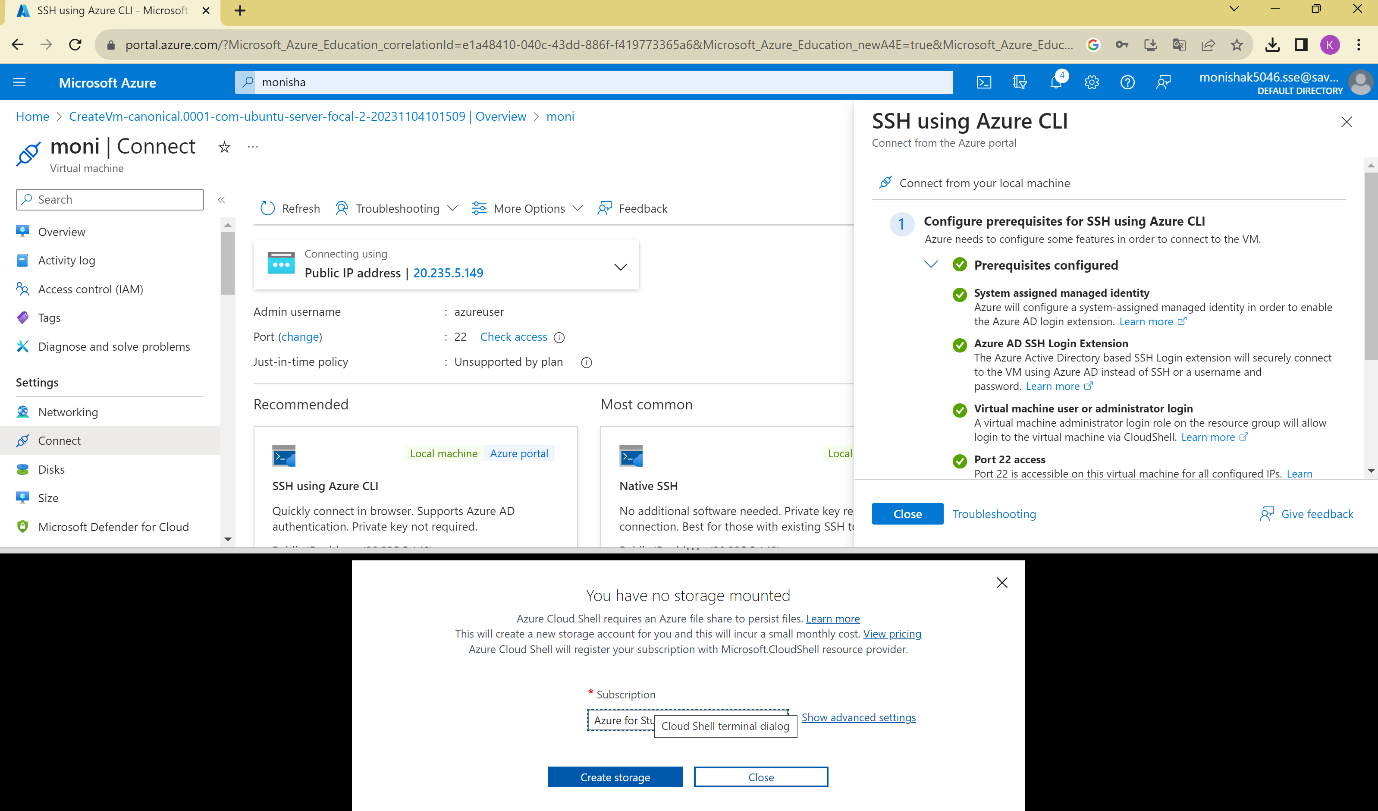 SSH using Azure CLI - Microsoft
portal.azure.com/?Microsoft_Azure_Education_correlationId=e1a48410-040c-43dd-886f-f419773365a6&Microsoft_Azure_Education_newA4E=true&Microsoft_Azure_Educ...
K
Microsoft Azure
monisha
4
monishak5046.sse@sav...
DEFAULT DIRECTORY
Home > CreateVm-canonical.0001-com-ubuntu-server-focal-2-20231104101509 | Overview > moni
moni | Connect
Virtual machine
Search
Overview
Activity log
Access control (IAM)
Tags
Diagnose and solve problems
Settings
Networking
Connect
Disks
Size
Microsoft Defender for Cloud
Refresh
Troubleshooting
More Options
Feedback
Connecting using
Public IP address | 20.235.5.149
Admin username : azureuser
Port (change) : 22 Check access
Just-in-time policy : Unsupported by plan
Recommended
Local machine Azure portal
SSH using Azure CLI
Quickly connect in browser. Supports Azure AD
authentication. Private key not required.
Most common
Local
Native SSH
No additional software needed. Private key re
connection. Best for those with existing SSH to
SSH using Azure CLI
Connect from the Azure portal
Connect from your local machine
1 Configure prerequisites for SSH using Azure CLI
Azure needs to configure some features in order to connect to the VM.
Prerequisites configured
System assigned managed identity
Azure will configure a system-assigned managed identity in order to enable
the Azure AD login extension. Learn more
Azure AD SSH Login Extension
The Azure Active Directory based SSH Login extension will securely connect
to the VM using Azure AD instead of SSH or a username and
password. Learn more
Virtual machine user or administrator login
A virtual machine administrator login role on the resource group will allow
login to the virtual machine via CloudShell. Learn more
Port 22 access
Port 22 is accessible on this virtual machine for all configured IPs. Learn
Close
Troubleshooting
Give feedback
You have no storage mounted
Azure Cloud Shell requires an Azure file share to persist files. Learn more
This will create a new storage account for you and this will incur a small monthly cost. View pricing
Azure Cloud Shell will register your subscription with Microsoft.CloudShell resource provider.
* Subscription
Azure for Stu
Show advanced settings
Cloud Shell terminal dialog
Create storage
Close